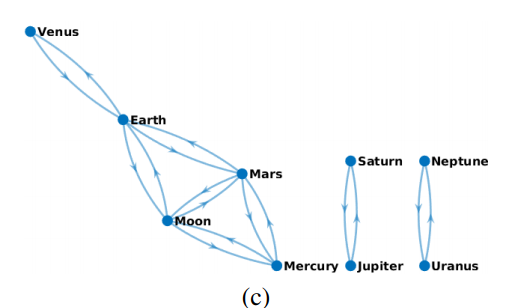 Venus
Earth
Mars
Saturn
Neptune
Moon
Mercury
Jupiter
Uranus
(c)